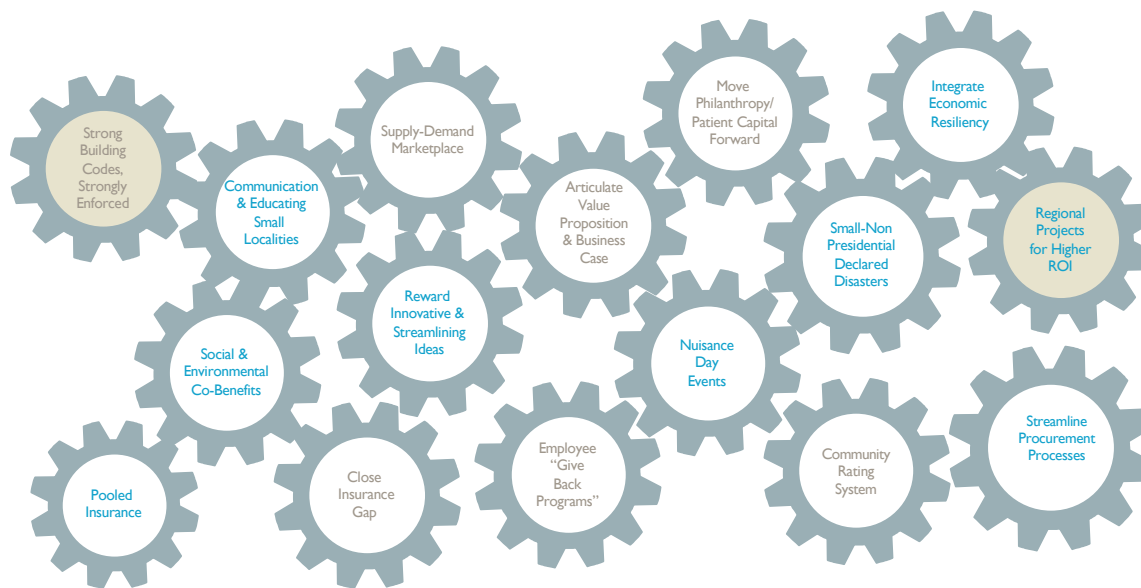 Strong
Building
Codes,
Strongly
Enforced
Communication
& Educating
Small
Localities
Supply-Demand
Marketplace
Articulate
Value
Proposition
& Business
Case
Move
Philanthropy/
Patient Capital
Forward
Integrate
Economic
Resiliency
Small-Non
Presidential
Declared
Disasters
Regional
Projects
for Higher
ROI
Social &
Environmental
Co-Benefits
Reward
Innovative &
Streamlining
Ideas
Nuisance
Day
Events
Pooled
Insurance
Close
Insurance
Gap
Employee
“Give
Back
Programs”
Community
Rating
System
Streamline
Procurement
Processes